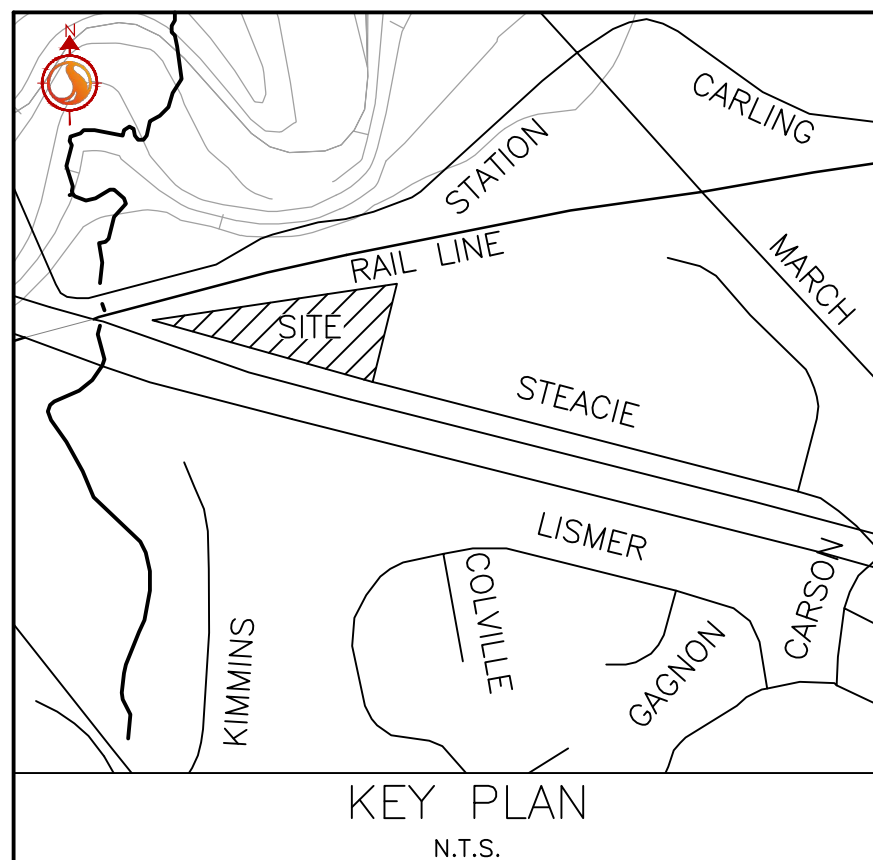 N
CARLING
STATION
RAIL LINE
MARCH
SITE
STEACIE
LISMER
COLVILLE
CARSON
KIMMINS
GAGNON
KEY PLAN
N.T.S.